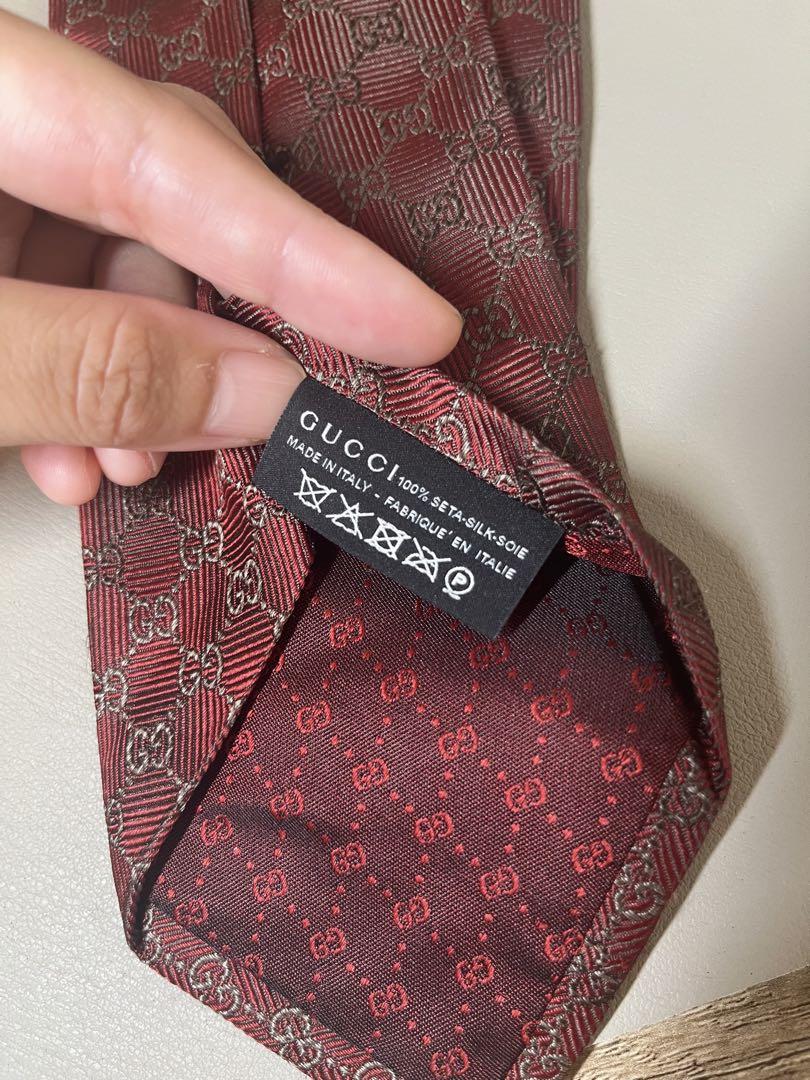 GUCCI 100% SETA-SILK-SOIE
MADE IN ITALY - FABRIQUE' EN ITALIE
P